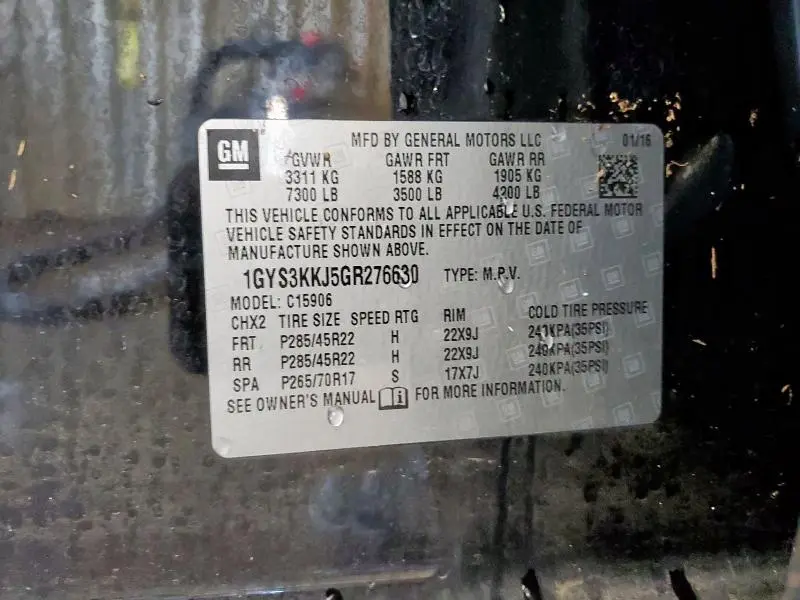 GM
MFD BY GENERAL MOTORS LLC 01/16
GVWR GAWR FRT GAWR RR
3311 KG 1588 KG 1905 KG
7300 LB 3500 LB 4200 LB
THIS VEHICLE CONFORMS TO ALL APPLICABLE U.S. FEDERAL MOTOR
VEHICLE SAFETY STANDARDS IN EFFECT ON THE DATE OF
MANUFACTURE SHOWN ABOVE.
1GYS3KKJ5GR276630 TYPE: M.P.V.
MODEL: C15906
CHX2 TIRE SIZE SPEED RTG RIM COLD TIRE PRESSURE
FRT P285/45R22 H 22X9J 240KPA(35PSI)
RR P285/45R22 H 22X9J 240KPA(35PSI)
SPA P265/70R17 S 17X7J 240KPA(35PSI)
SEE OWNER'S MANUAL FOR MORE INFORMATION.